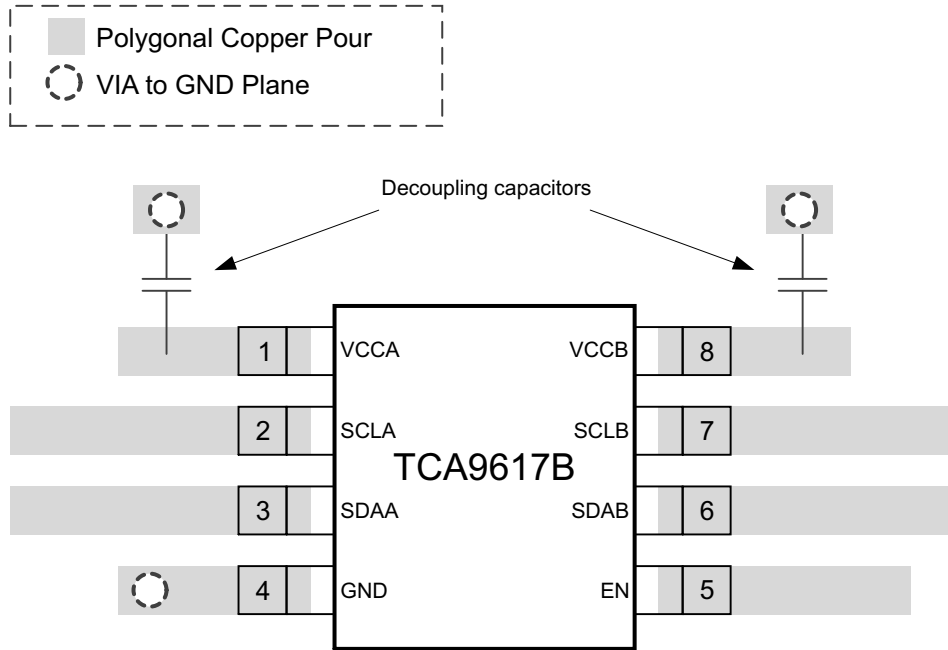 Polygonal Copper Pour
VIA to GND Plane
Decoupling capacitors
1 VCCA VCCB 8
2 SCLA SCLB 7
TCA9617B
3 SDAA SDAB 6
4 GND EN 5